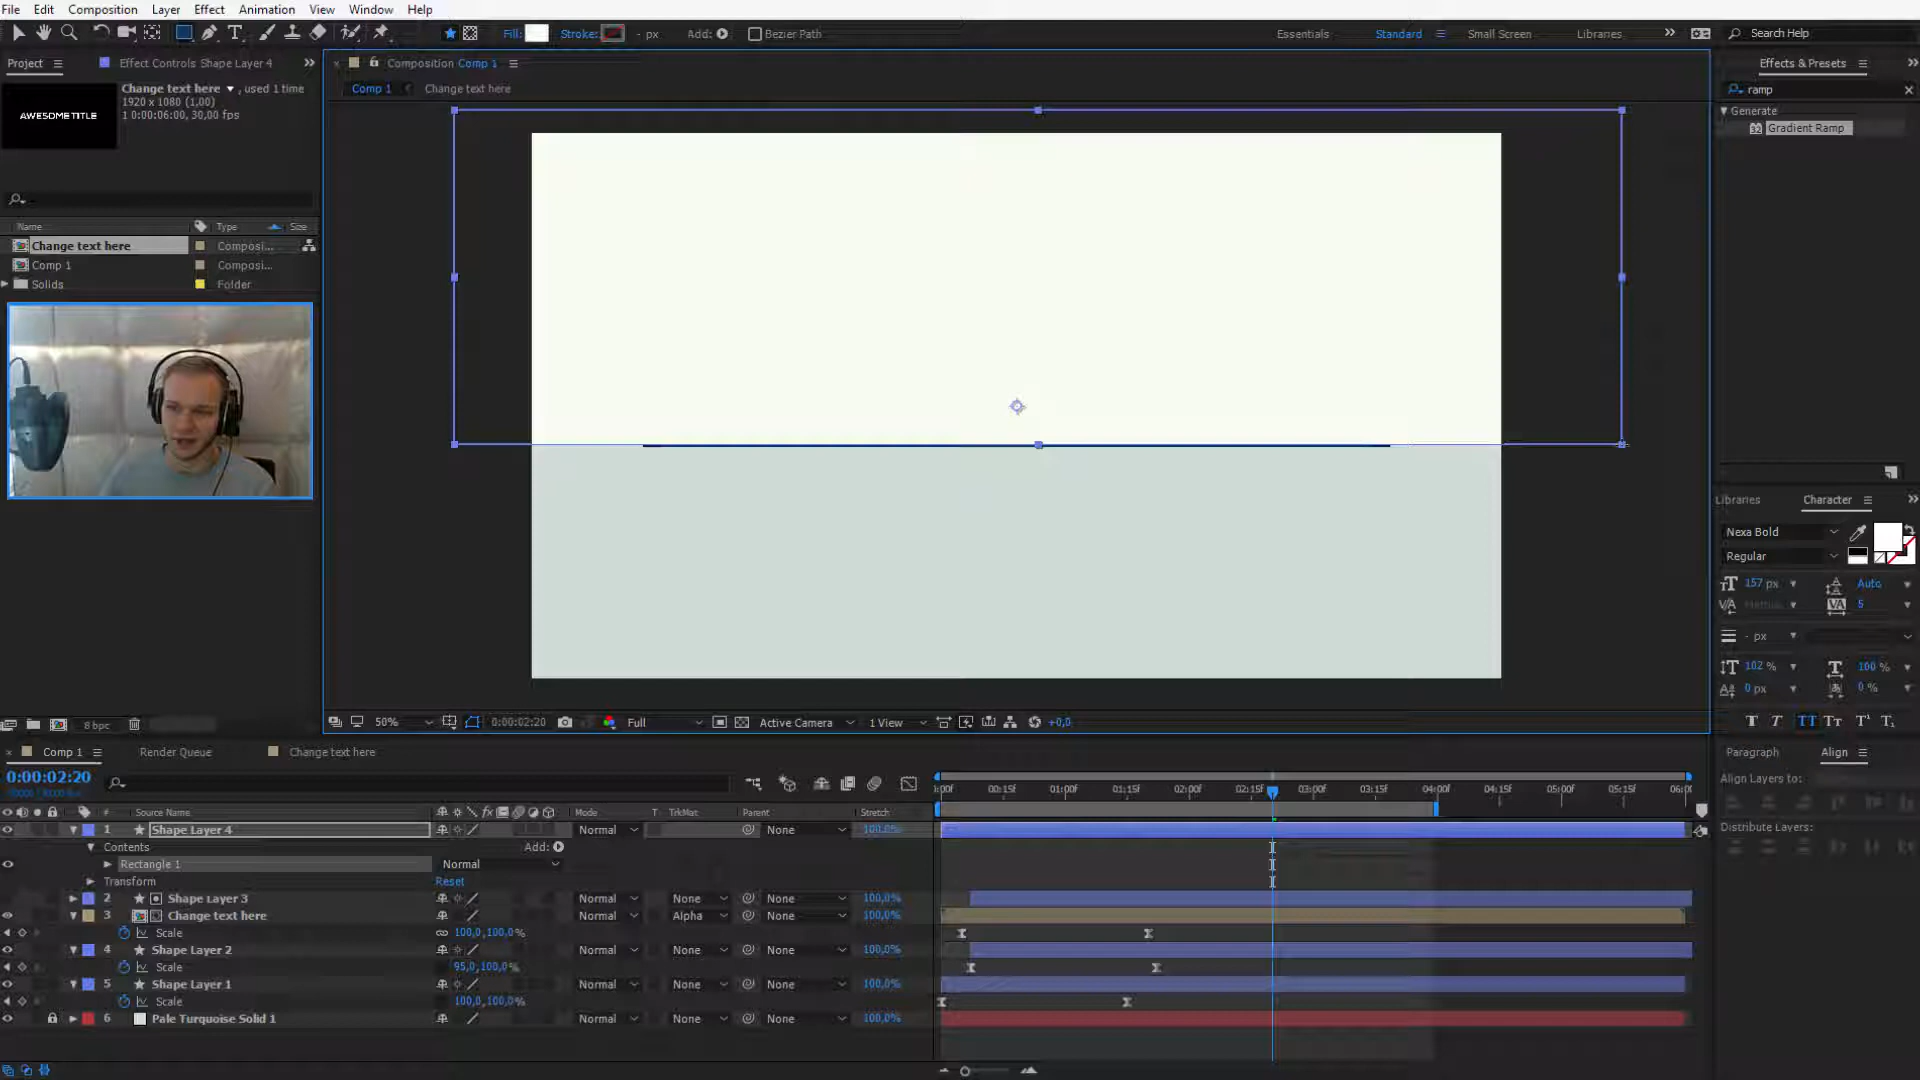 File Edit Composition Layer Effect Animation View Window Help
Fill: Stroke: - px Add: Bezier Path Essentials Standard Small Screen Libraries Search Help
Project Effect Controls Shape Layer 4 Composition Comp 1 Effects & Presets
Change text here , used 1 time
1920 x 1080 (1,00)
1 0:00:06:00, 30,00 fps
AWESOME TITLE
Comp 1 Change text here
ramp
Generate
32 Gradient Ramp
Name Type Size
Change text here Composi...
Comp 1 Composi...
Solids Folder
Libraries Character
Nexa Bold
Regular
157 px Auto
5
- px
102 % 100 %
0 px 0 %
TT Tr
8 bpc 50% 0:00:02:20 Full Active Camera 1 View +0,0
Comp 1 Render Queue Change text here
Paragraph Align
Align Layers to:
Distribute Layers:
0:00:02:20
:00f 00:15f 01:00f 01:15f 02:00f 02:15f 03:00f 03:15f 04:00f 04:15f 05:00f 05:15f 06:00
# Source Name fx Mode T TrkMat Parent Stretch
1 Shape Layer 4 Normal None 100,0%
Contents Add:
Rectangle 1 Normal
Transform Reset
2 Shape Layer 3 Normal None None 100,0%
3 Change text here Normal Alpha None 100,0%
Scale 100,0,100,0%
4 Shape Layer 2 Normal None None 100,0%
Scale 95,0,100,0%
5 Shape Layer 1 Normal None None 100,0%
Scale 100,0,100,0%
6 Pale Turquoise Solid 1 Normal None None 100,0%